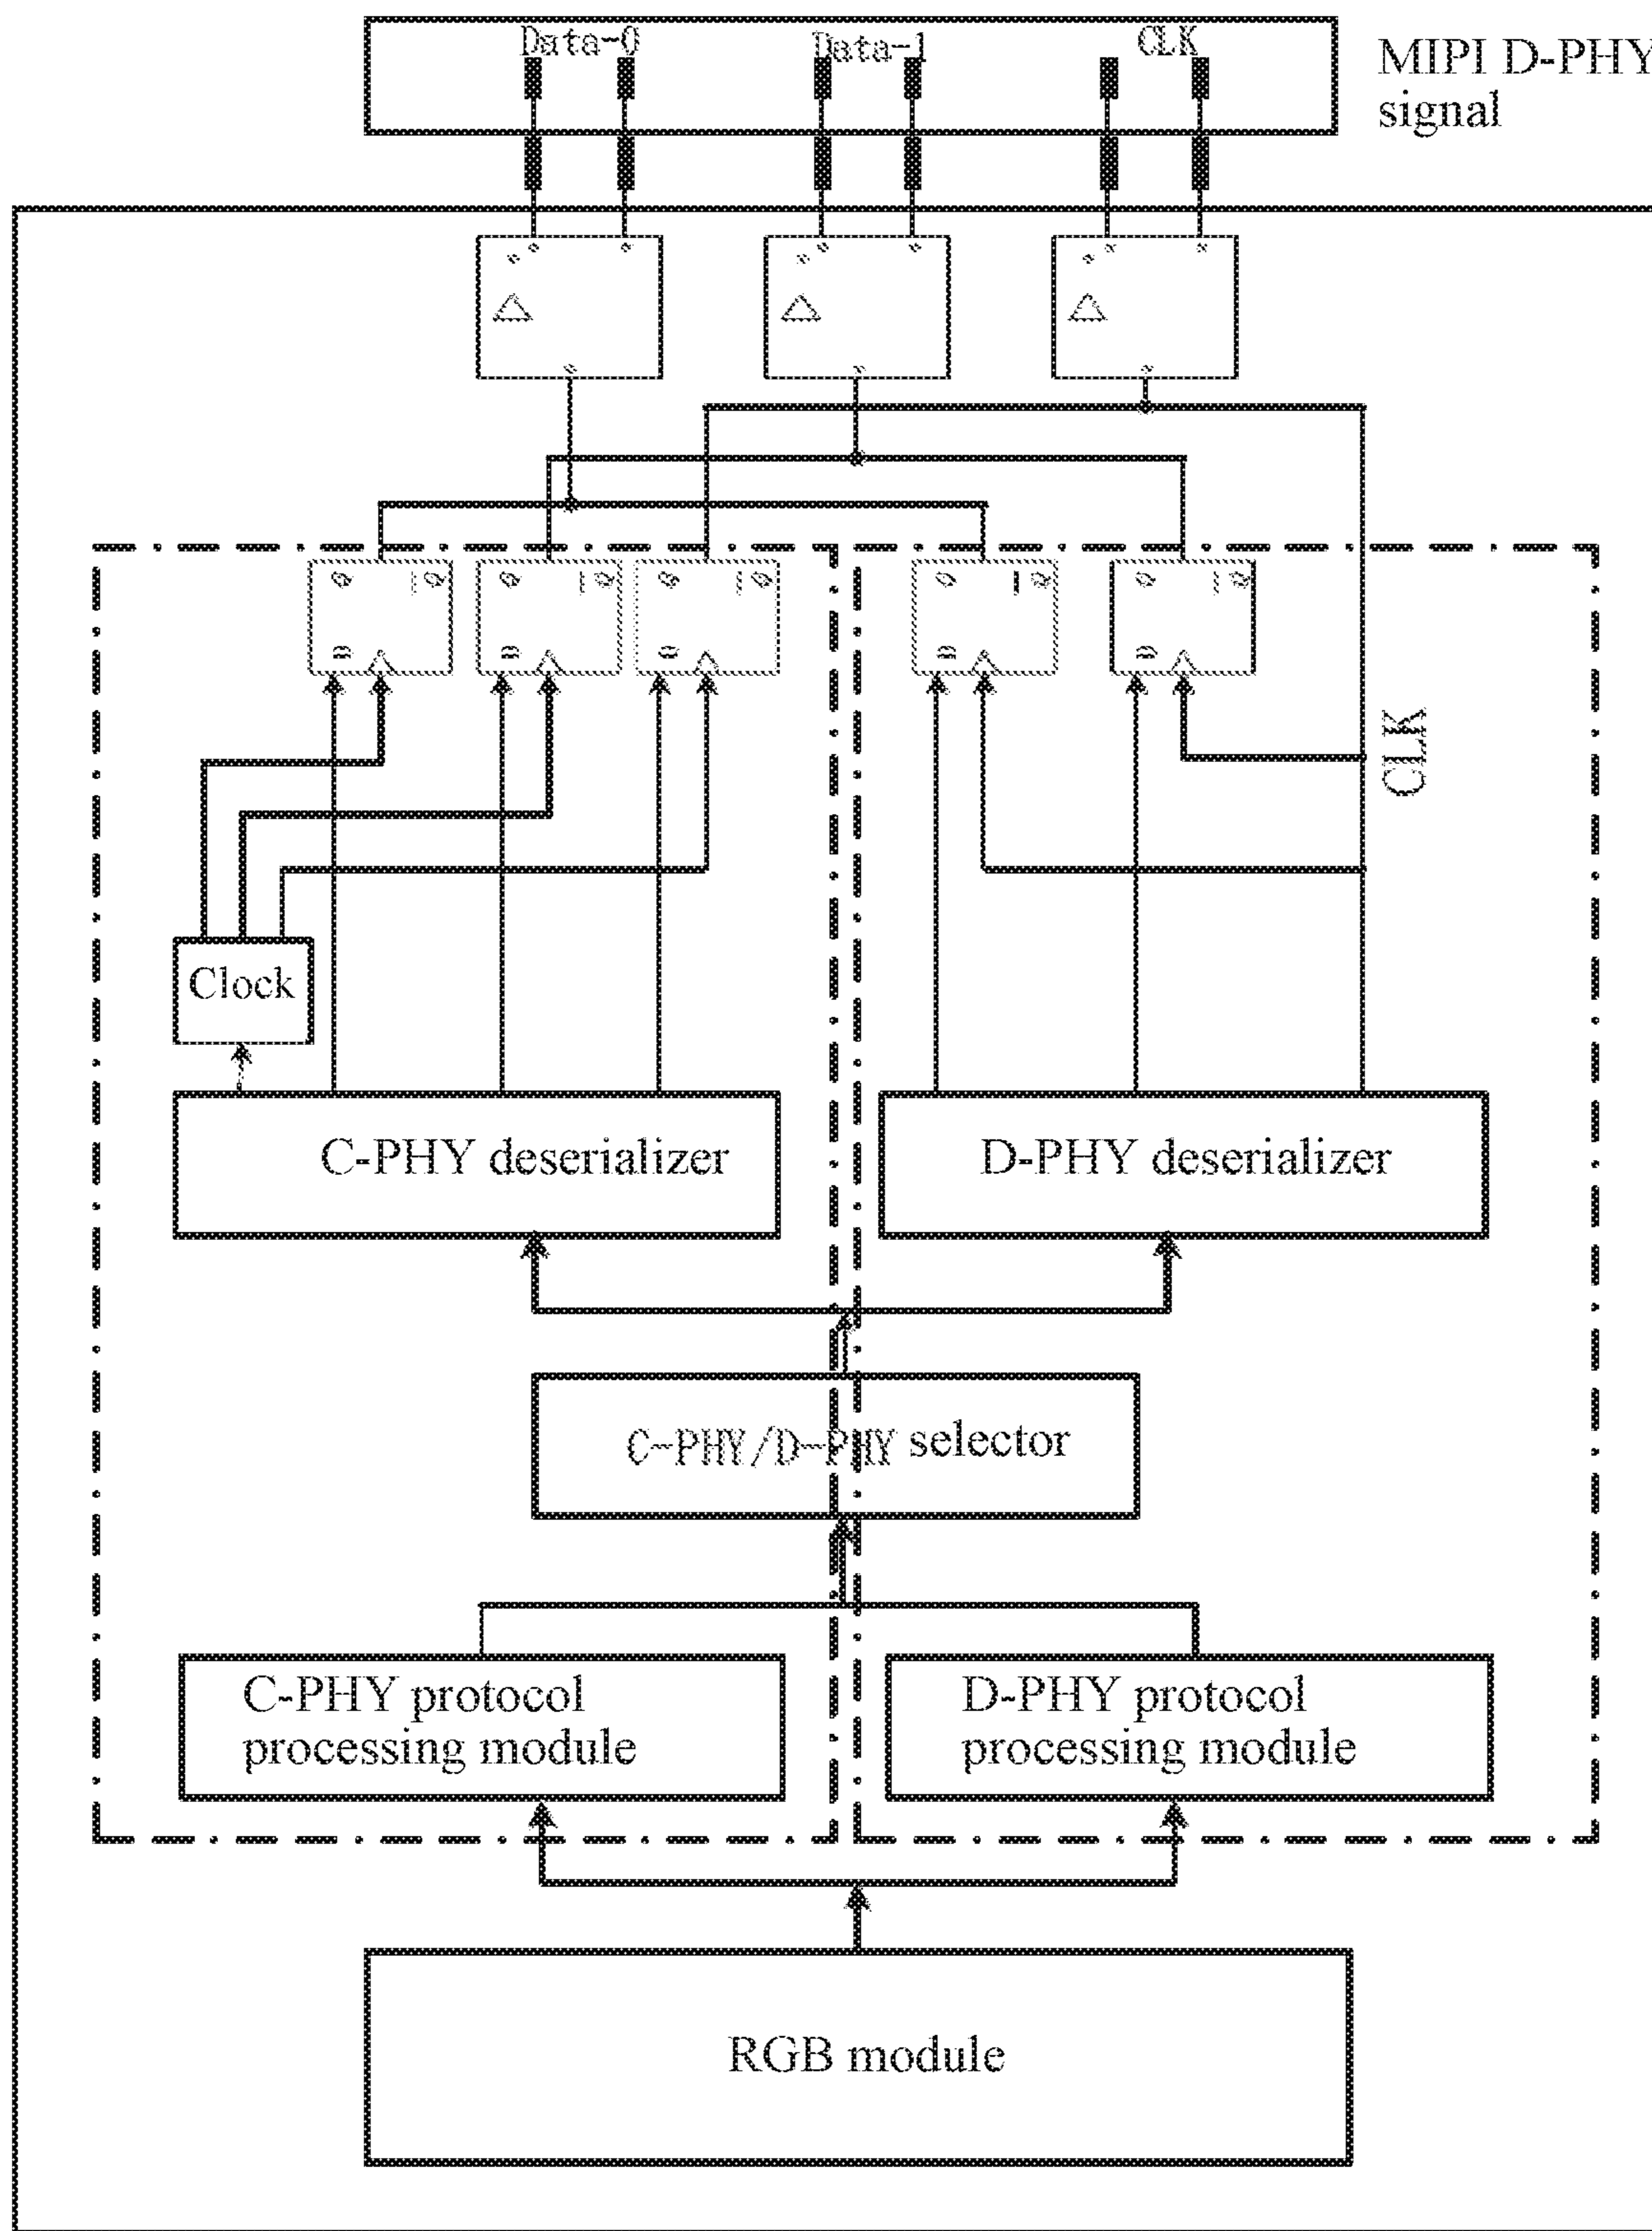 Data-0
Data-1
CLK
MIPI D-PHY
signal
CLK
Clock
C-PHY deserializer
D-PHY deserializer
C-PHY/D-PHY selector
C-PHY protocol
processing module
D-PHY protocol
processing module
RGB module